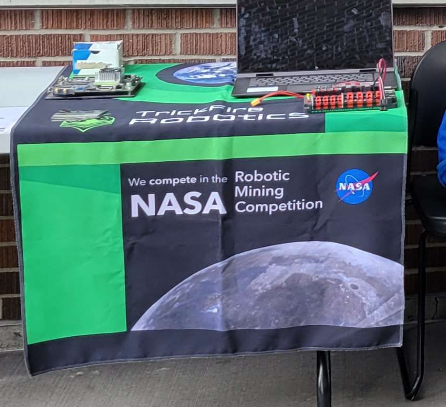 TrickFire
Robotics
We compete in the
NASA
Robotic
Mining
Competition
NASA